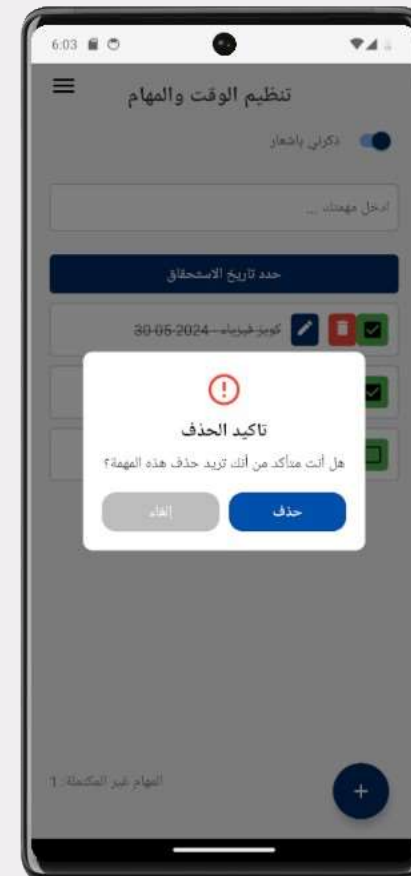 6:03
تنظيم الوقت والمهام
ذكرني باشعار
ادخل مهمتك ...
حدد تاريخ الاستحقاق
كويز فيزياء - 2024-05-30
تاكيد الحذف
هل أنت متأكد من أنك تريد حذف هذه المهمة؟
حذف
إلغاء
المهام غير المكتملة: 1
+